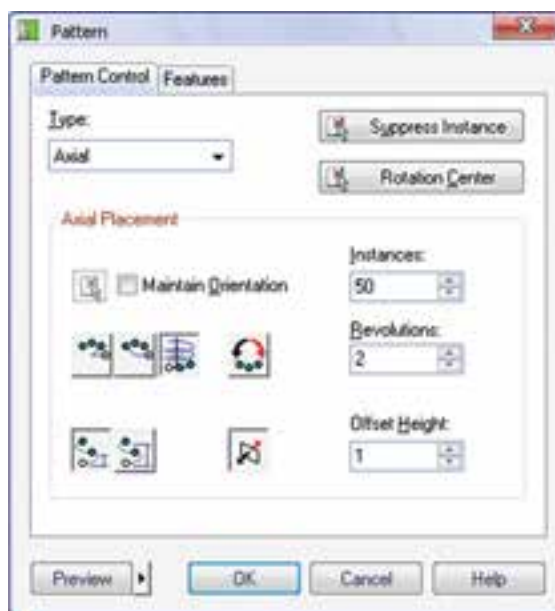 Pattern
Pattern Control Features
Type:
Axial
Suppress Instance
Rotation Center
Axial Placement
Maintain Orientation
Instances:
50
Revolutions:
2
Offset Height:
1
Preview OK Cancel Help